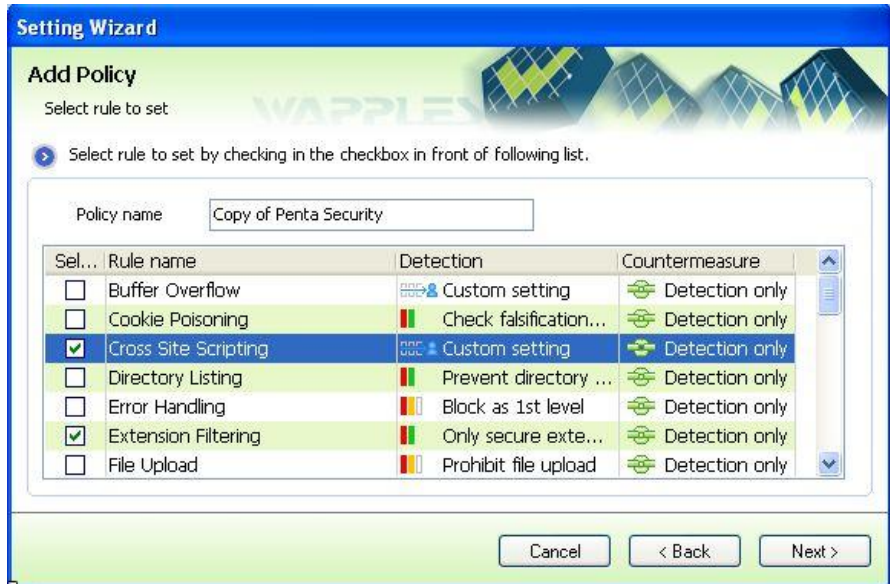 Setting Wizard
Add Policy
Select rule to set
WAPPLES
Select rule to set by checking in the checkbox in front of following list.
Policy name Copy of Penta Security
Sel... Rule name Detection Countermeasure
Buffer Overflow Custom setting Detection only
Cookie Poisoning Check falsification... Detection only
Cross Site Scripting Custom setting Detection only
Directory Listing Prevent directory ... Detection only
Error Handling Block as 1st level Detection only
Extension Filtering Only secure exte... Detection only
File Upload Prohibit file upload Detection only
Cancel < Back Next >